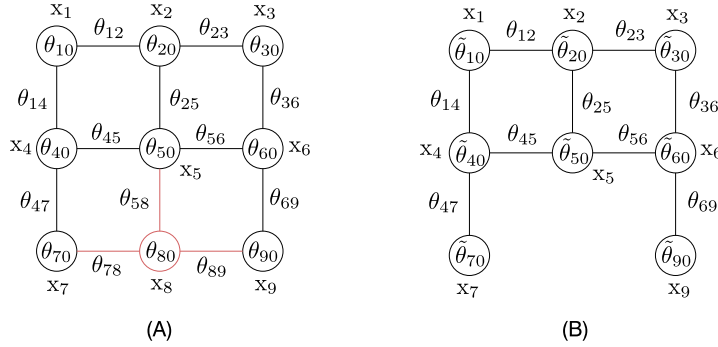 x₁ x₂ x₃
θ₁₀ θ₁₂ θ₂₀ θ₂₃ θ₃₀
θ₁₄ θ₂₅ θ₃₆
x₄ θ₄₀ θ₄₅ θ₅₀ θ₅₆ θ₆₀ x₆
x₅
θ₄₇ θ₅₈ θ₆₉
θ₇₀ θ₇₈ θ₈₀ θ₈₉ θ₉₀
x₇ x₈ x₉
(A)
x₁ x₂ x₃
θ̃₁₀ θ₁₂ θ̃₂₀ θ₂₃ θ̃₃₀
θ₁₄ θ₂₅ θ₃₆
x₄ θ̃₄₀ θ₄₅ θ̃₅₀ θ₅₆ θ̃₆₀ x₆
x₅
θ₄₇ θ₆₉
θ̃₇₀ θ̃₉₀
x₇ x₉
(B)